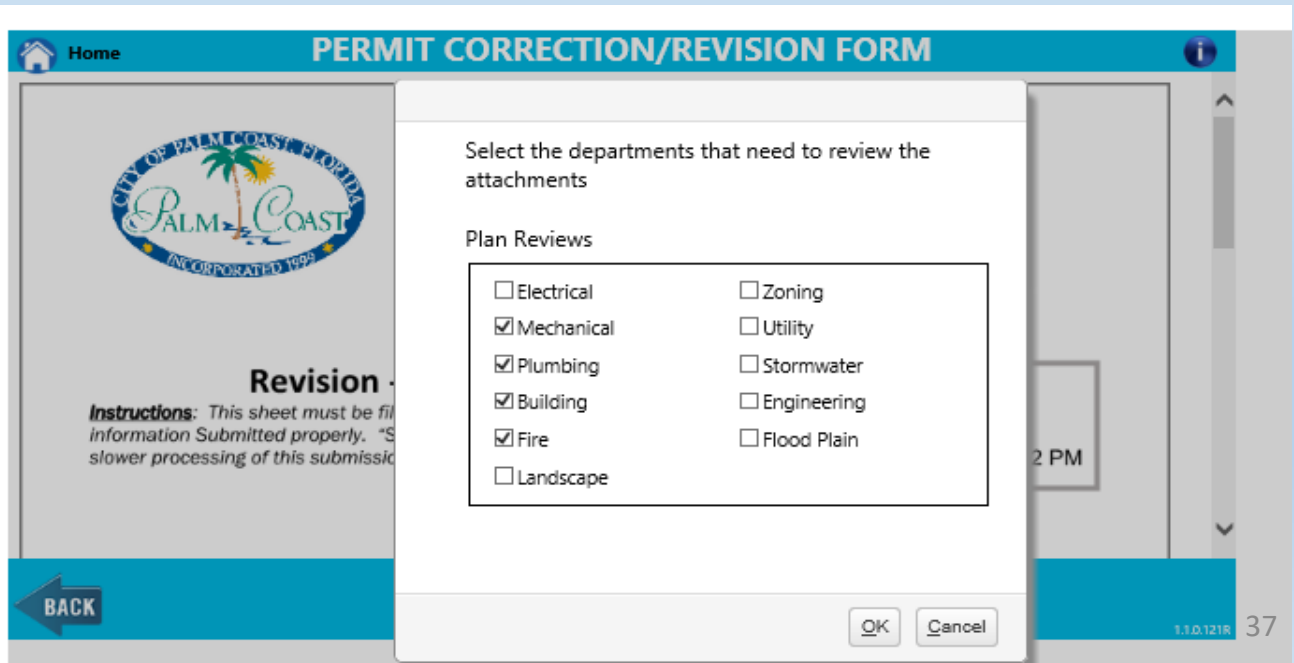 Home
PERMIT CORRECTION/REVISION FORM
i
CITY OF PALM COAST, FLORIDA
PALM COAST
INCORPORATED 1999
Revision -
Instructions: This sheet must be fil
information Submitted properly. "S
slower processing of this submissic
2 PM
Select the departments that need to review the
attachments
Plan Reviews
Electrical
Zoning
Mechanical
Utility
Plumbing
Stormwater
Building
Engineering
Fire
Flood Plain
Landscape
OK
Cancel
BACK
1.1.0.121R
37